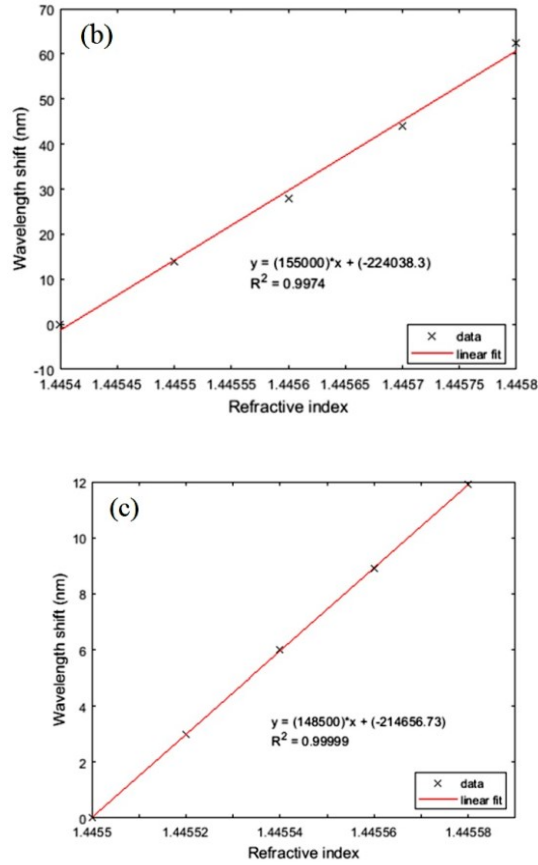 (b)
70
60
50
40
30
20
10
0
-10
Wavelength shift (nm)
y = (155000)*x + (-224038.3)
R² = 0.9974
data
linear fit
1.4454 1.44545 1.4455 1.44555 1.4456 1.44565 1.4457 1.44575 1.4458
Refractive index
(c)
12
10
8
6
4
2
0
Wavelength shift (nm)
y = (148500)*x + (-214656.73)
R² = 0.99999
data
linear fit
1.4455 1.44552 1.44554 1.44556 1.44558
Refractive index